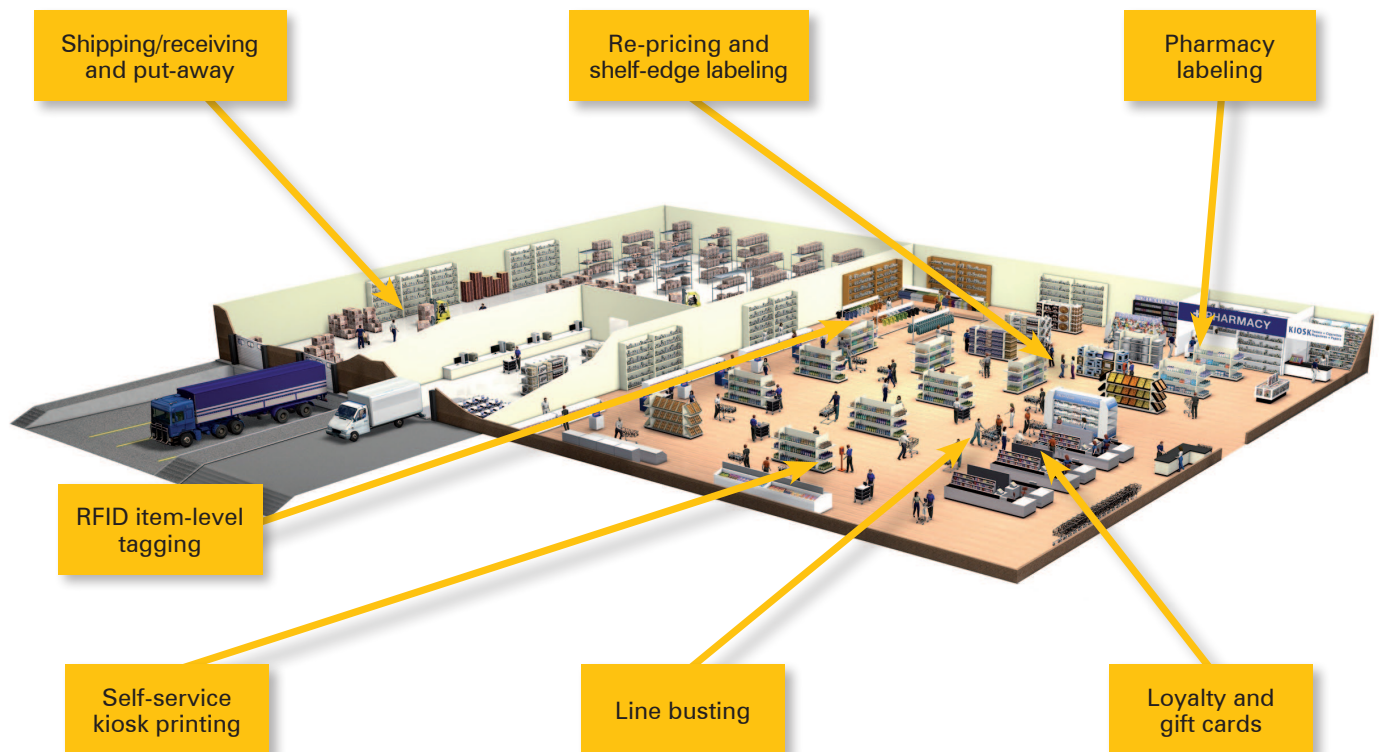 Shipping/receiving
and put-away
Re-pricing and
shelf-edge labeling
Pharmacy
labeling
PHARMACY
KIOSK
RFID item-level
tagging
Self-service
kiosk printing
Line busting
Loyalty and
gift cards